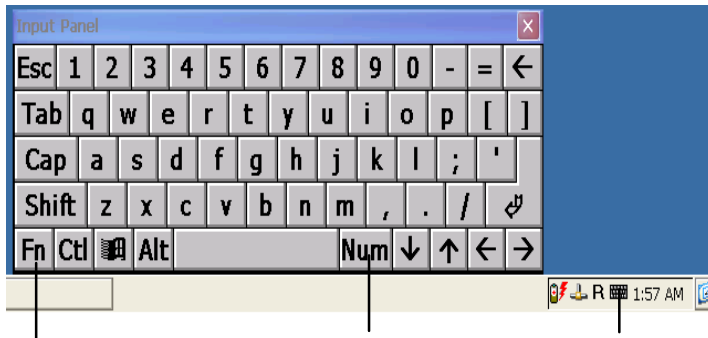 Input Panel
Esc 1 2 3 4 5 6 7 8 9 0 - = ←
Tab q w e r t y u i o p [ ]
Cap a s d f g h j k l ; '
Shift z x c v b n m , . /
Fn Ctl Alt Num ↓ ↑ ← →
R 1:57 AM